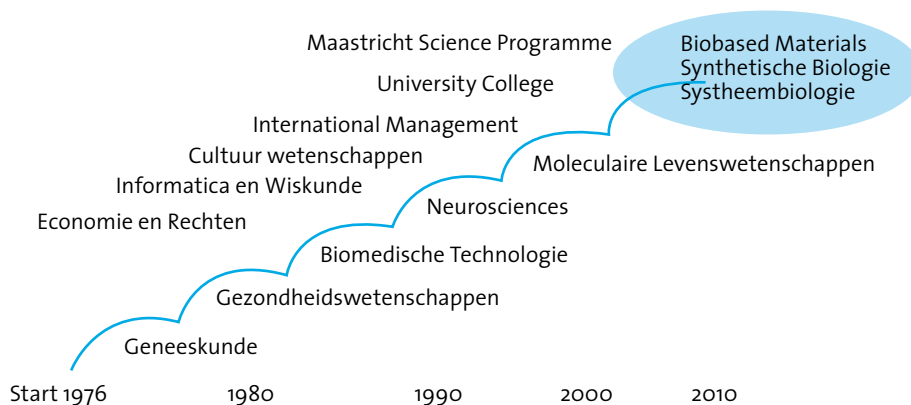 Maastricht Science Programme
Biobased Materials
Synthetische Biologie
Systheembiologie
University College
International Management
Cultuur wetenschappen
Informatica en Wiskunde
Economie en Rechten
Moleculaire Levenswetenschappen
Neurosciences
Biomedische Technologie
Gezondheidswetenschappen
Geneeskunde
Start 1976
1980
1990
2000
2010